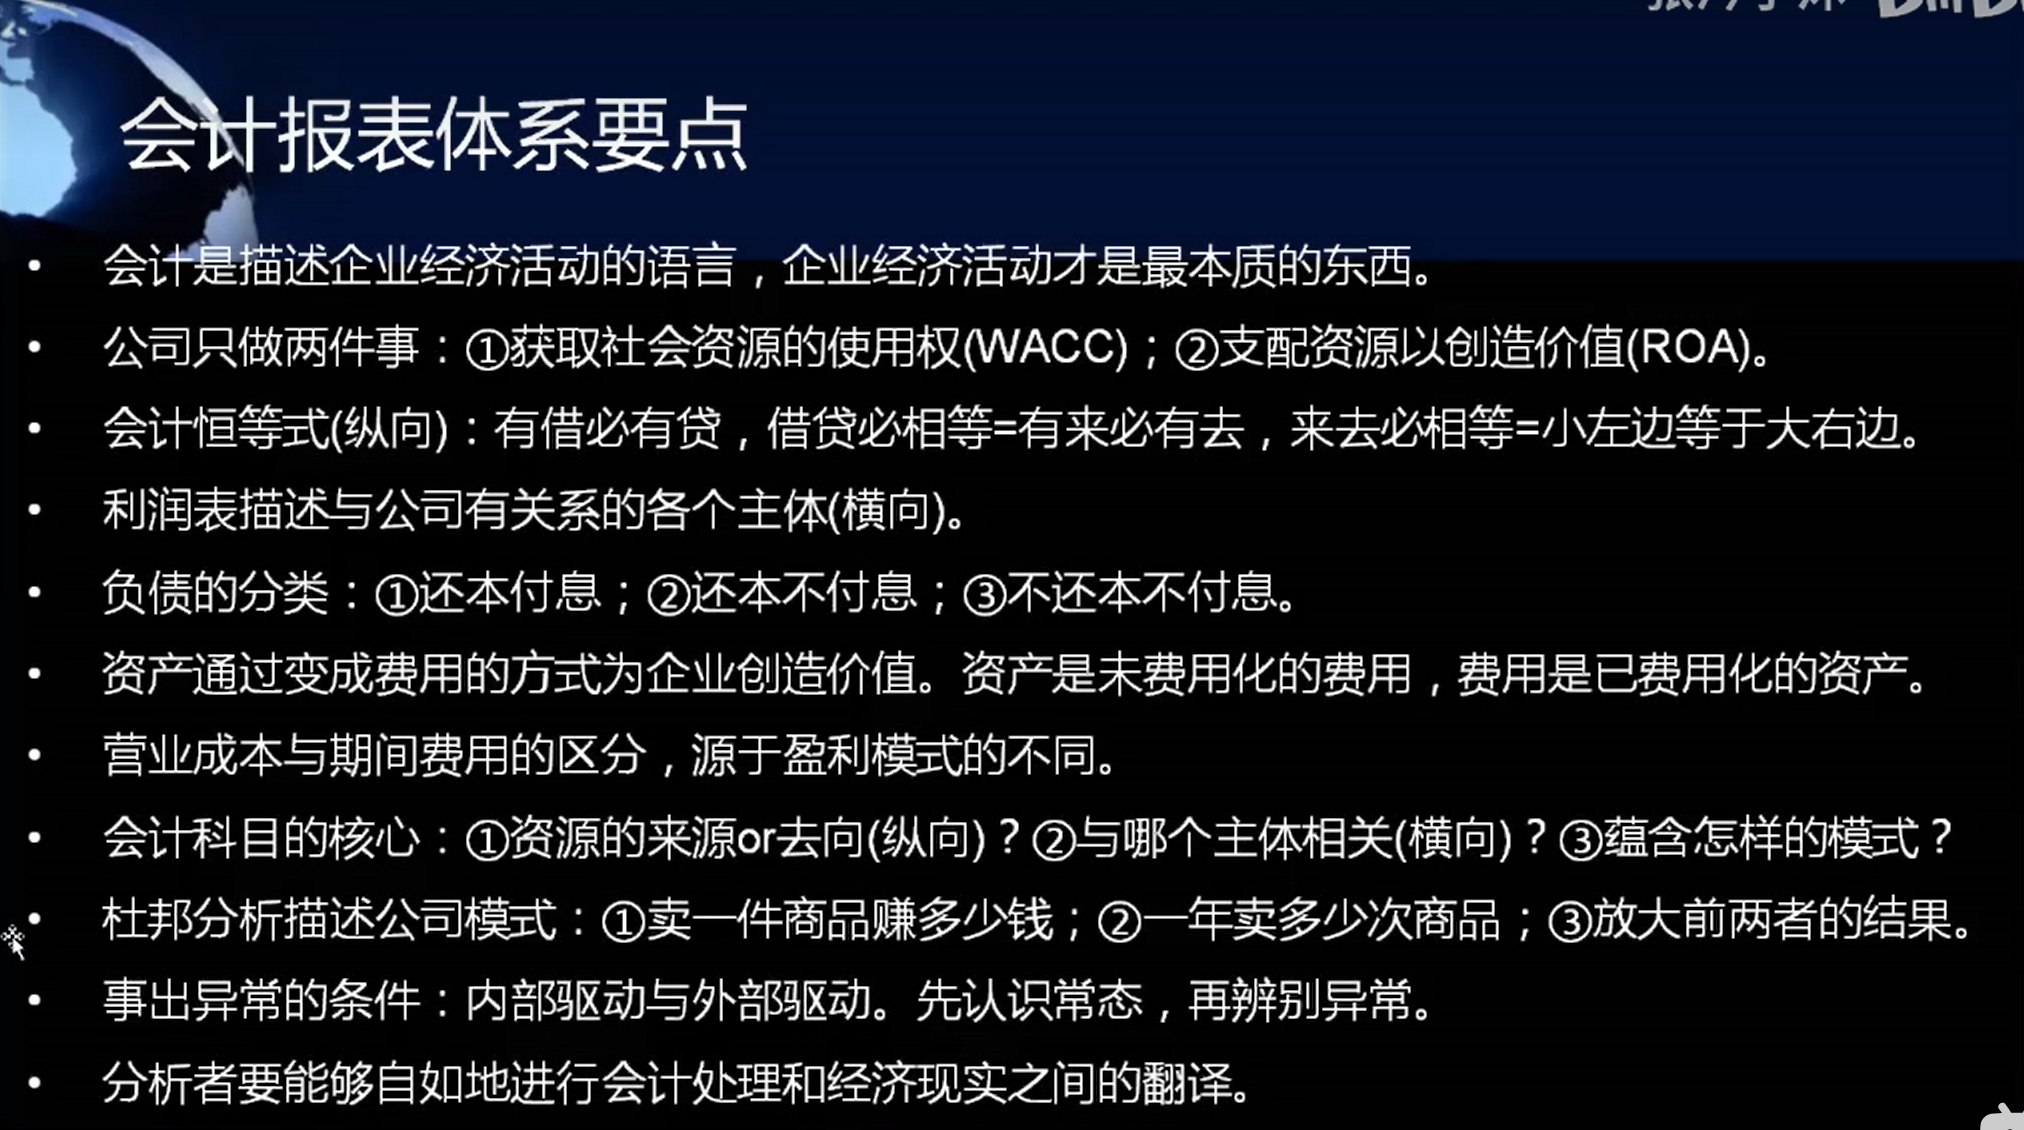 会计报表体系要点
• 会计是描述企业经济活动的语言，企业经济活动才是最本质的东西。
• 公司只做两件事：①获取社会资源的使用权(WACC)；②支配资源以创造价值(ROA)。
• 会计恒等式(纵向)：有借必有贷，借贷必相等=有来必有去，来去必相等=小左边等于大右边。
• 利润表描述与公司有关系的各个主体(横向)。
• 负债的分类：①还本付息；②还本不付息；③不还本不付息。
• 资产通过变成费用的方式为企业创造价值。资产是未费用化的费用，费用是已费用化的资产。
• 营业成本与期间费用的区分，源于盈利模式的不同。
• 会计科目的核心：①资源的来源or去向(纵向)？②与哪个主体相关(横向)？③蕴含怎样的模式？
• 杜邦分析描述公司模式：①卖一件商品赚多少钱；②一年卖多少次商品；③放大前两者的结果。
• 事出异常的条件：内部驱动与外部驱动。先认识常态，再辨别异常。
• 分析者要能够自如地进行会计处理和经济现实之间的翻译。